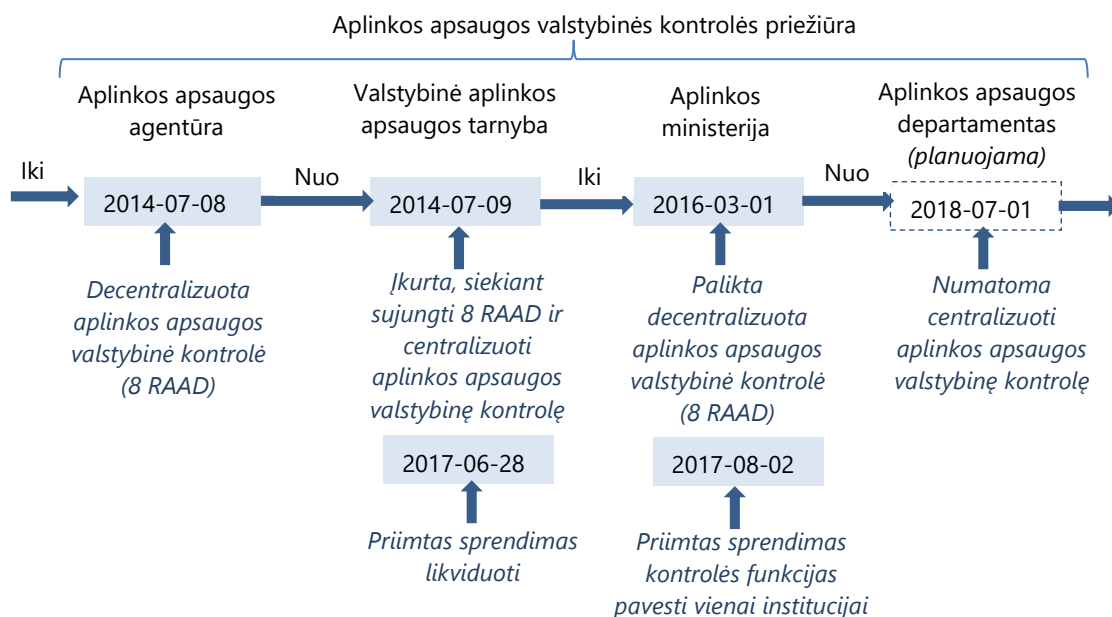 Aplinkos apsaugos valstybinės kontrolės priežiūra
Aplinkos apsaugos
agentūra
Valstybinė aplinkos
apsaugos tarnyba
Aplinkos
ministerija
Aplinkos apsaugos
departamentas
(planuojama)
Iki
2014-07-08
Nuo
2014-07-09
Iki
2016-03-01
Nuo
2018-07-01
Decentralizuota
aplinkos apsaugos
valstybinė kontrolė
(8 RAAD)
Įkurta, siekiant
sujungti 8 RAAD ir
centralizuoti
aplinkos apsaugos
valstybinę kontrolę
Palikta
decentralizuota
aplinkos apsaugos
valstybinė kontrolė
(8 RAAD)
Numatoma
centralizuoti
aplinkos apsaugos
valstybinę kontrolę
2017-06-28
Priimtas sprendimas
likviduoti
2017-08-02
Priimtas sprendimas
kontrolės funkcijas
pavesti vienai institucijai